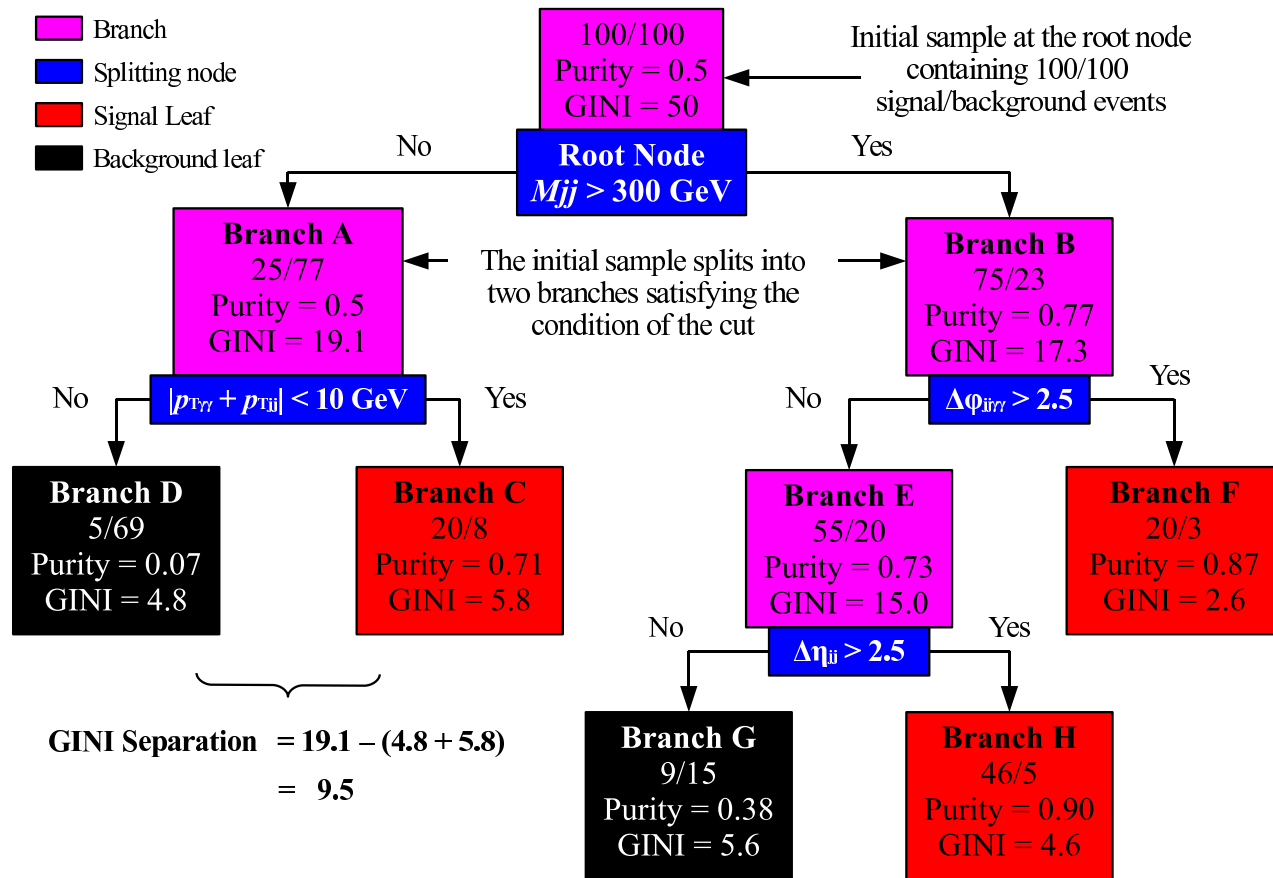 Branch
Splitting node
Signal Leaf
Background leaf
100/100
Purity = 0.5
GINI = 50
Initial sample at the root node
containing 100/100
signal/background events
No
Root Node
Mjj > 300 GeV
Yes
Branch A
25/77
Purity = 0.5
GINI = 19.1
The initial sample splits into
two branches satisfying the
condition of the cut
Branch B
75/23
Purity = 0.77
GINI = 17.3
No
|pTγγ + pTjj| < 10 GeV
Yes
No
Δφjjγγ > 2.5
Yes
Branch D
5/69
Purity = 0.07
GINI = 4.8
Branch C
20/8
Purity = 0.71
GINI = 5.8
Branch E
55/20
Purity = 0.73
GINI = 15.0
Branch F
20/3
Purity = 0.87
GINI = 2.6
No
Δηjj > 2.5
Yes
GINI Separation = 19.1 – (4.8 + 5.8)
= 9.5
Branch G
9/15
Purity = 0.38
GINI = 5.6
Branch H
46/5
Purity = 0.90
GINI = 4.6